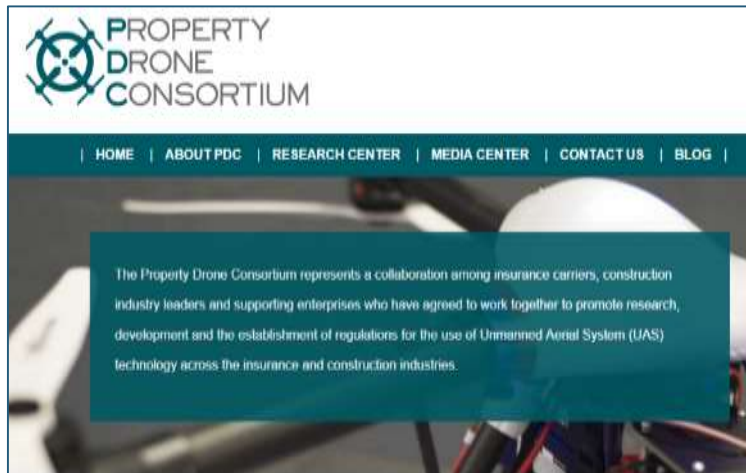 PROPERTY
DRONE
CONSORTIUM
| HOME | ABOUT PDC | RESEARCH CENTER | MEDIA CENTER | CONTACT US | BLOG |
The Property Drone Consortium represents a collaboration among insurance carriers, construction
industry leaders and supporting enterprises who have agreed to work together to promote research,
development and the establishment of regulations for the use of Unmanned Aerial System (UAS)
technology across the insurance and construction industries.